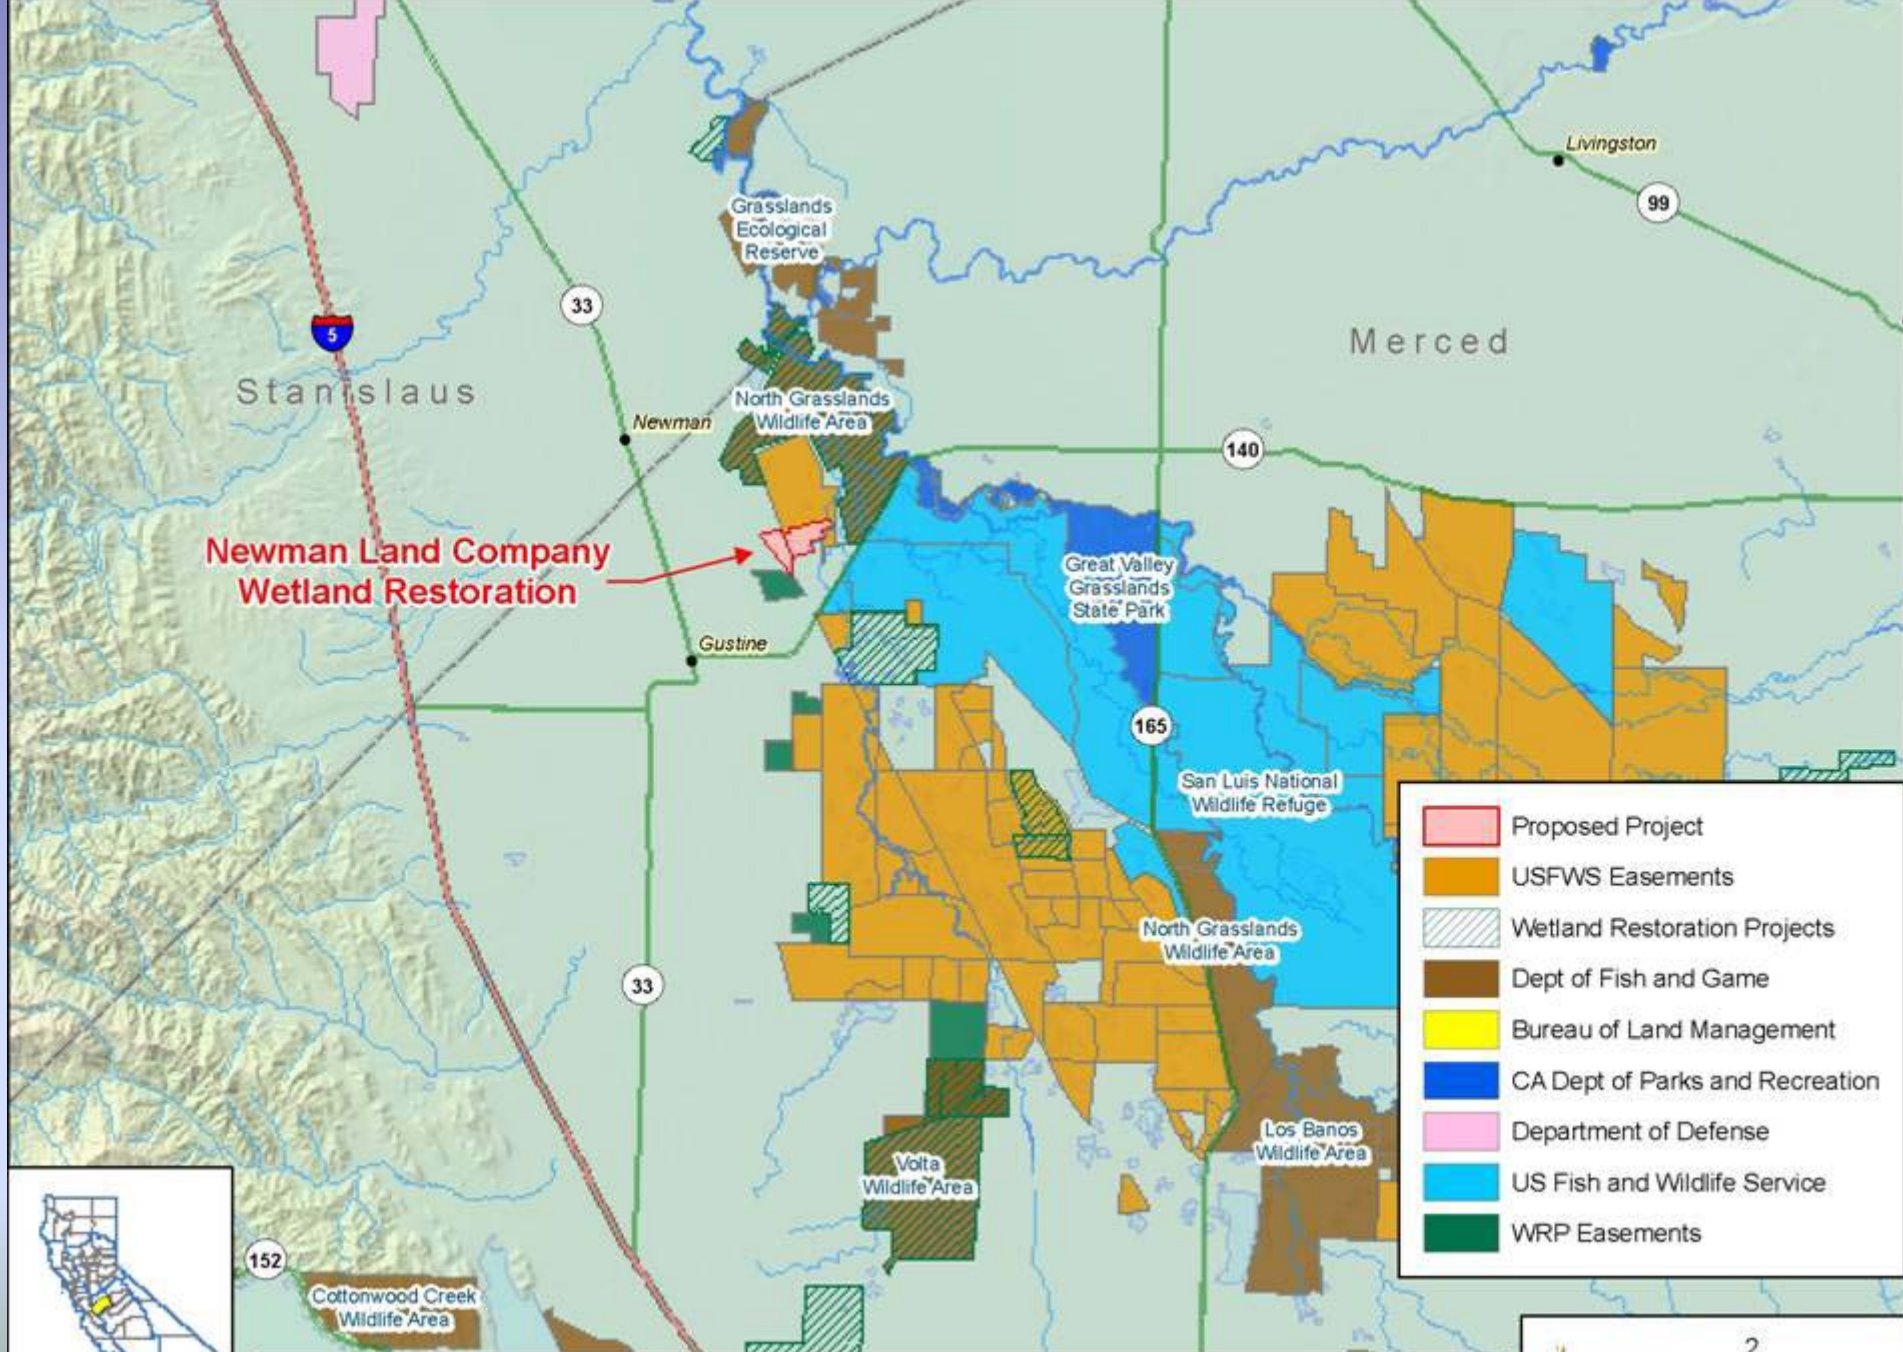 Livingston
99
Grasslands
Ecological
Reserve
33
5
Merced
Stanislaus
North Grasslands
Wildlife Area
Newman
140
Newman Land Company
Wetland Restoration
Great Valley
Grasslands
State Park
Gustine
165
San Luis National
Wildlife Refuge
North Grasslands
Wildlife Area
33
Los Banos
Wildlife Area
Volta
Wildlife Area
152
Cottonwood Creek
Wildlife Area
Proposed Project
USFWS Easements
Wetland Restoration Projects
Dept of Fish and Game
Bureau of Land Management
CA Dept of Parks and Recreation
Department of Defense
US Fish and Wildlife Service
WRP Easements
2